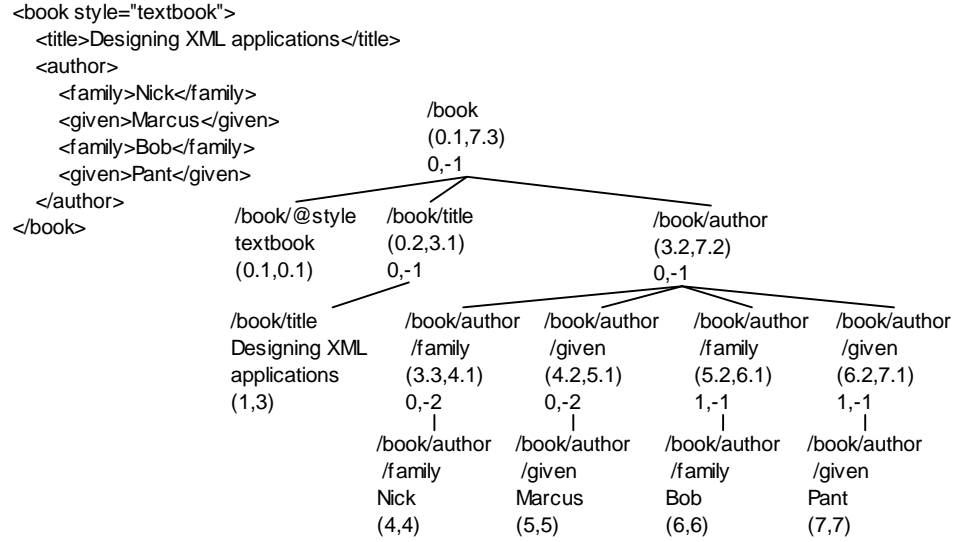 <book style="textbook">
<title>Designing XML applications</title>
<author>
<family>Nick</family>
<given>Marcus</given>
<family>Bob</family>
<given>Pant</given>
</author>
</book>
/book
(0.1,7.3)
0,-1
/book/@style
textbook
(0.1,0.1)
/book/title
(0.2,3.1)
0,-1
/book/author
(3.2,7.2)
0,-1
/book/title
Designing XML
applications
(1,3)
/book/author
/family
(3.3,4.1)
0,-2
/book/author
/given
(4.2,5.1)
0,-2
/book/author
/family
(5.2,6.1)
1,-1
/book/author
/given
(6.2,7.1)
1,-1
/book/author
/family
Nick
(4,4)
/book/author
/given
Marcus
(5,5)
/book/author
/family
Bob
(6,6)
/book/author
/given
Pant
(7,7)